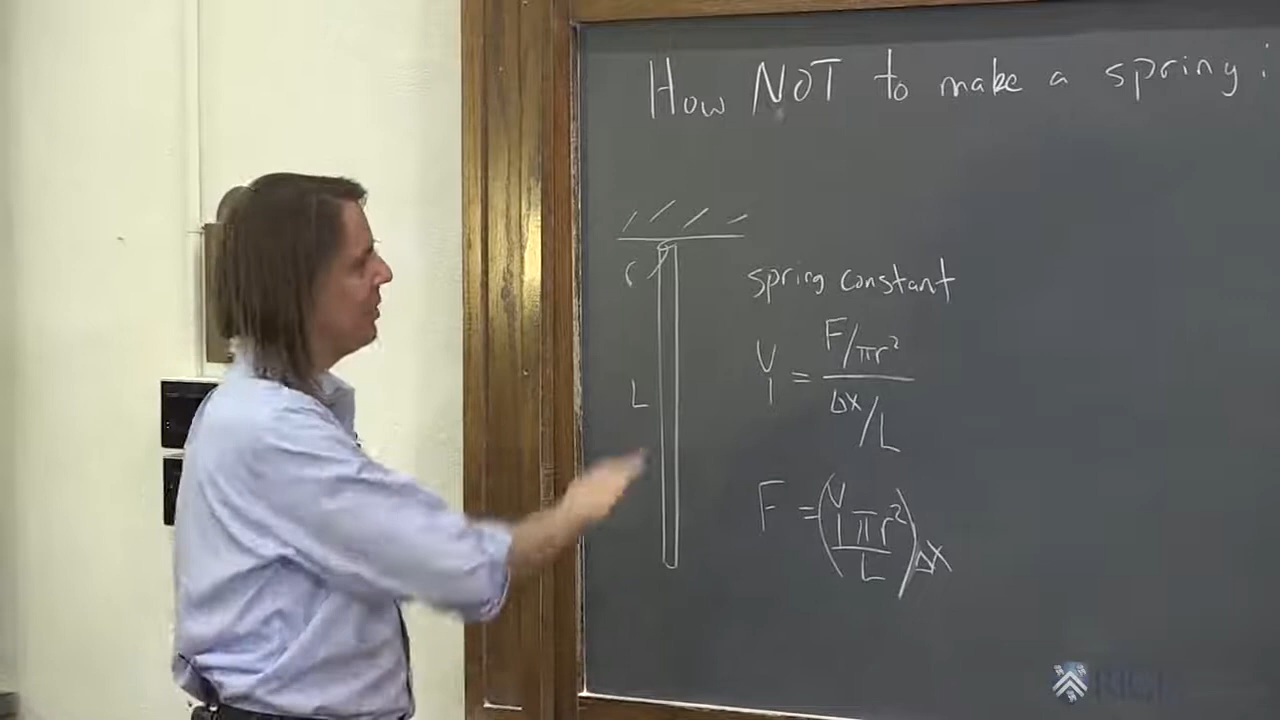 How NOT to make a spring:
r
spring constant
Y = F/πr² / Δx/L
L
F = (Yπr²/L) Δx
RICE